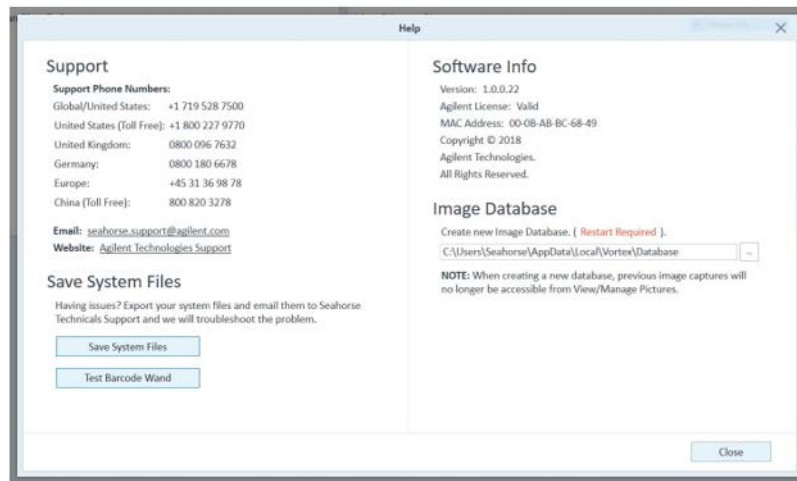 Help
Support
Support Phone Numbers:
Global/United States: +1 719 528 7500
United States (Toll Free): +1 800 227 9770
United Kingdom: 0800 096 7632
Germany: 0800 180 6678
Europe: +45 31 36 98 78
China (Toll Free): 800 820 3278
Email: seahorse.support@agilent.com
Website: Agilent Technologies Support
Save System Files
Having issues? Export your system files and email them to Seahorse
Technicals Support and we will troubleshoot the problem.
Save System Files
Test Barcode Wand
Software Info
Version: 1.0.0.22
Agilent License: Valid
MAC Address: 00-0B-AB-BC-68-49
Copyright © 2018
Agilent Technologies.
All Rights Reserved.
Image Database
Create new Image Database. ( Restart Required ).
C:\Users\Seahorse\AppData\Local\Vortex\Database
..
NOTE: When creating a new database, previous image captures will
no longer be accessible from View/Manage Pictures.
Close